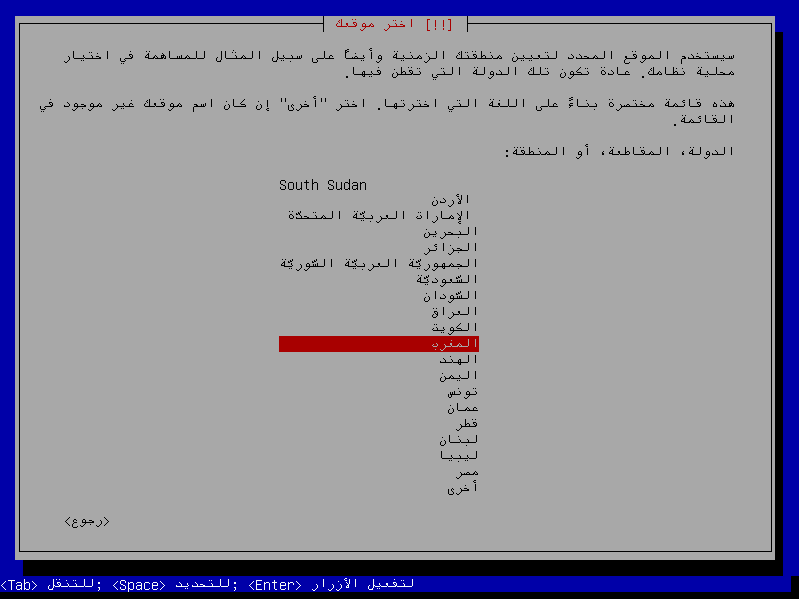 [!!] اختر موقعك
سيستخدم الموقع المحدد لتعيين منطقتك الزمنية وأيضاً على سبيل المثال للمساهمة في اختيار
محلية نظامك. عادة تكون تلك الدولة التي تقطن فيها.
هذه قائمة مختصرة بناءً على اللغة التي اخترتها. اختر "أخرى" إن كان اسم موقعك غير موجود في
القائمة.
الدولة، المقاطعة، أو المنطقة:
South Sudan
الأردن
الإمارات العربيّة المتحدّة
البحرين
الجزائر
الجمهوريّة العربيّة السّوريّة
السّعوديّة
السّودان
العراق
الكويت
المغرب
الهند
اليمن
تونس
عمان
قطر
لبنان
ليبيا
مصر
أخرى
<رجوع>
<Tab> للتنقل; <Space> للتحديد; <Enter> لتفعيل الأزرار